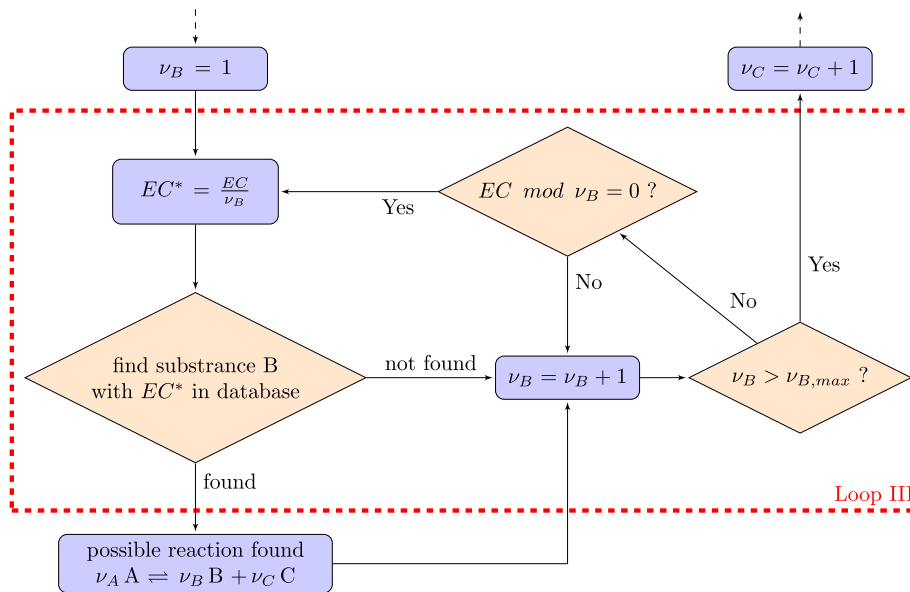 ν_B = 1
ν_C = ν_C + 1
EC* = EC/ν_B
EC mod ν_B = 0 ?
Yes
No
Yes
No
find substrance B
with EC* in database
not found
ν_B = ν_B + 1
ν_B > ν_{B,max} ?
found
Loop III
possible reaction found
ν_A A ⇌ ν_B B + ν_C C